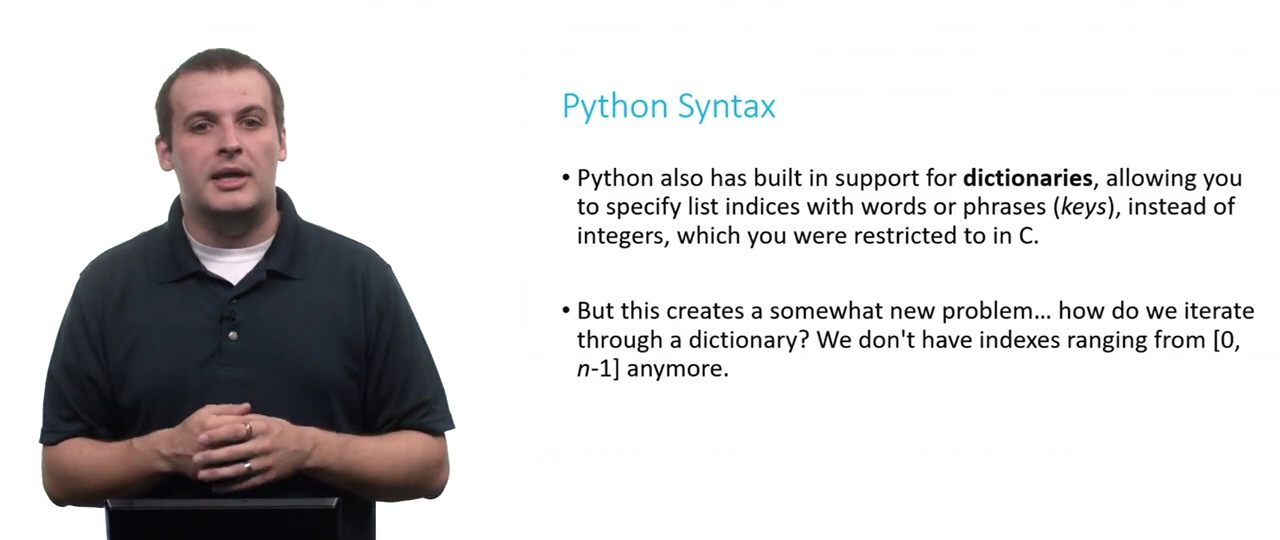 Python Syntax
• Python also has built in support for dictionaries, allowing you
to specify list indices with words or phrases (keys), instead of
integers, which you were restricted to in C.
• But this creates a somewhat new problem… how do we iterate
through a dictionary? We don't have indexes ranging from [0,
n-1] anymore.